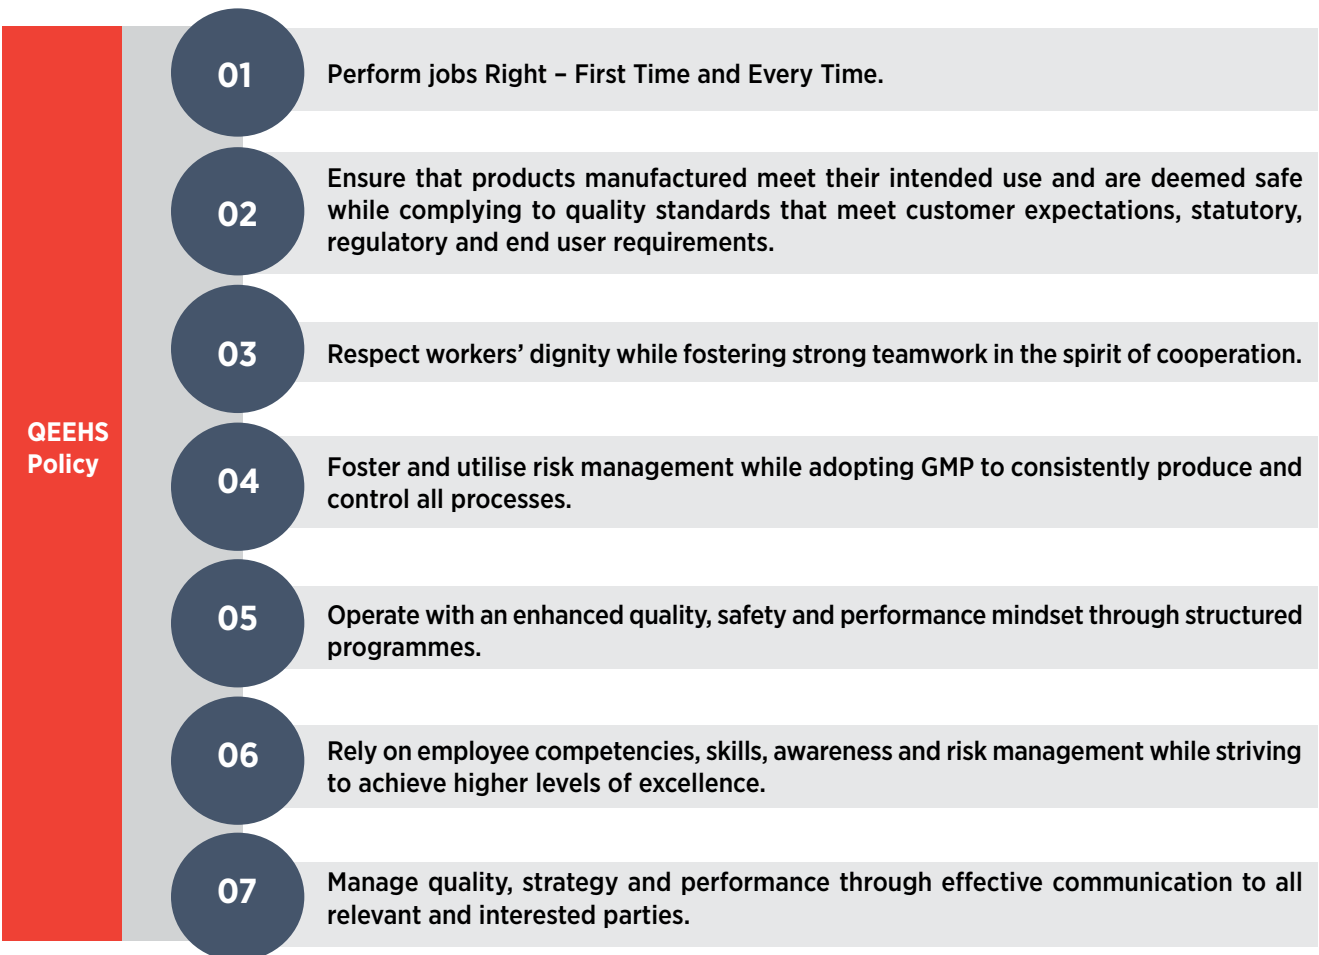 QEEHS
Policy
01
Perform jobs Right – First Time and Every Time.
02
Ensure that products manufactured meet their intended use and are deemed safe
while complying to quality standards that meet customer expectations, statutory,
regulatory and end user requirements.
03
Respect workers’ dignity while fostering strong teamwork in the spirit of cooperation.
04
Foster and utilise risk management while adopting GMP to consistently produce and
control all processes.
05
Operate with an enhanced quality, safety and performance mindset through structured
programmes.
06
Rely on employee competencies, skills, awareness and risk management while striving
to achieve higher levels of excellence.
07
Manage quality, strategy and performance through effective communication to all
relevant and interested parties.